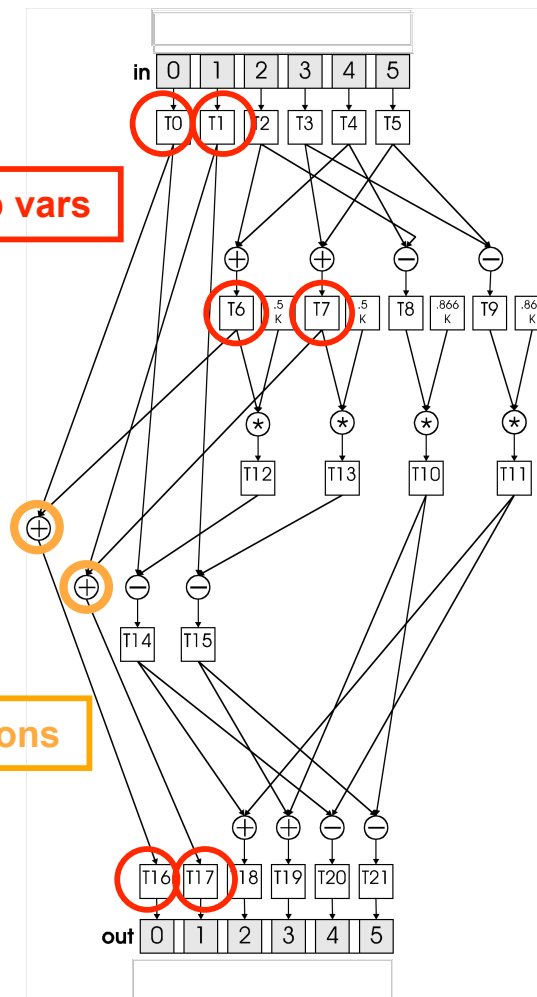 in 0 1 2 3 4 5
T0 T1 T2 T3 T4 T5
vars
+ + − −
T6 .5 K T7 .5 K T8 .866 K T9 K
* * * *
T12 T13 T10 T11
+
+ − −
T14 T15
ons
+ + − −
T16 T17 T18 T19 T20 T21
out 0 1 2 3 4 5